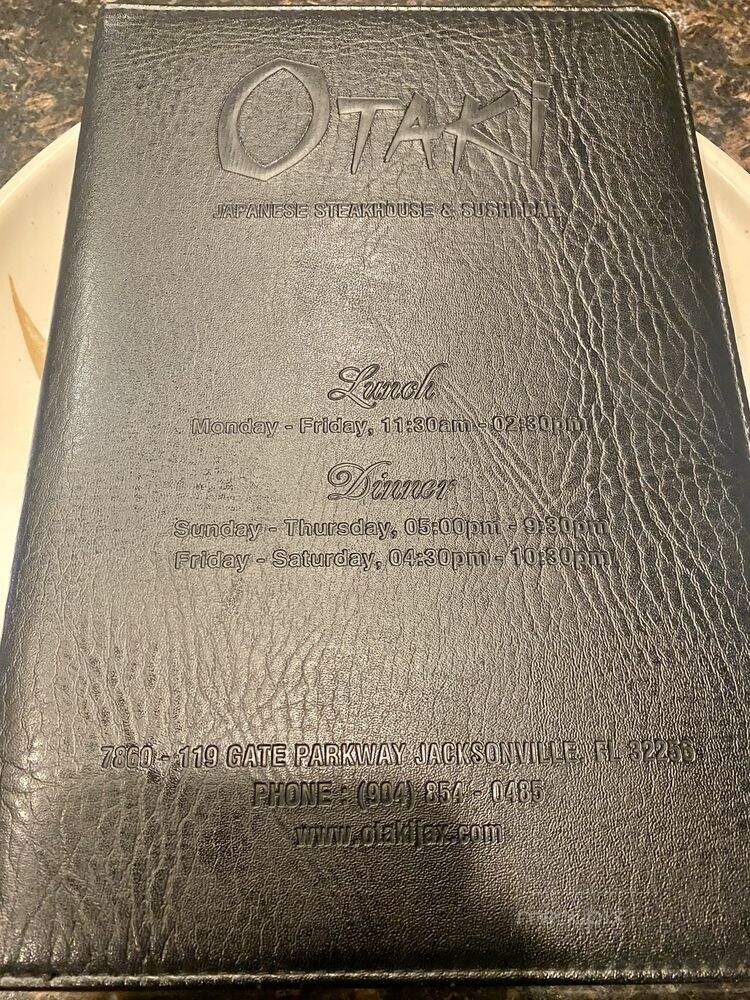 OTAKI
JAPANESE STEAKHOUSE & SUSHI BAR
Lunch
Monday - Friday, 11:30am - 02:30pm
Dinner
Sunday - Thursday, 05:00pm - 9:30pm
Friday - Saturday, 04:30pm - 10:30pm
7860 - 119 GATE PARKWAY JACKSONVILLE, FL 32256
PHONE : (904) 854 - 0485
www.otakijax.com